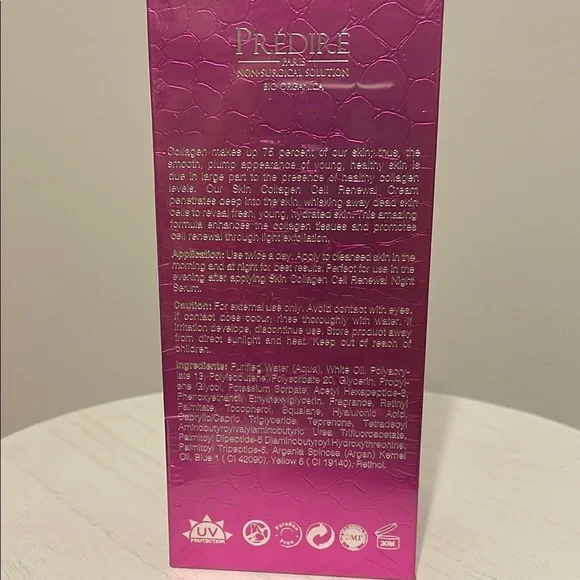 PRÉDIRE
PARIS
NON-SURGICAL SOLUTION
BIO ORGANICA
Collagen makes up 75 percent of our skin; thus, the
smooth, plump appearance of young, healthy skin is
due in large part to the presence of healthy collagen
levels. Our Skin Collagen Cell Renewal Cream
penetrates deep into the skin, whisking away dead skin
cells to reveal fresh, young, hydrated skin. This amazing
formula enhances the collagen tissues and promotes
cell renewal through light exfoliation.
Application: Use twice a day. Apply to cleansed skin in the
morning and at night for best results. Perfect for use in the
evening after applying Skin Collagen Cell Renewal Night
Serum.
Caution: For external use only. Avoid contact with eyes.
If contact does occur, rinse thoroughly with water. If
irritation develops, discontinue use. Store product away
from direct sunlight and heat. Keep out of reach of
children.
Ingredients: Purified Water (Aqua), White Oil, Polyacry-
late 13, Polyisobutene, Polysorbate 20, Glycerin, Propyl-
ene Glycol, Potassium Sorbate, Acetyl Hexapeptide-3,
Phenoxyethanol, Ethylhexylglycerin, Fragrance, Retinyl
Palmitate, Tocopherol, Squalane, Hyaluronic Acid,
Caprylic/Capric Triglyceride, Teprenone, Tetradecyl
Aminobutyroylvalylaminobutyric Urea Trifluoroacetate,
Palmitoyl Dipeptide-5 Diaminobutyroyl Hydroxythreonine,
Palmitoyl Tripeptide-5, Argania Spinosa (Argan) Kernel
Oil, Blue 1 ( CI 42090), Yellow 5 ( CI 19140), Retinol.
UV
PROTECTION
Paraben
Free
GMP
30M